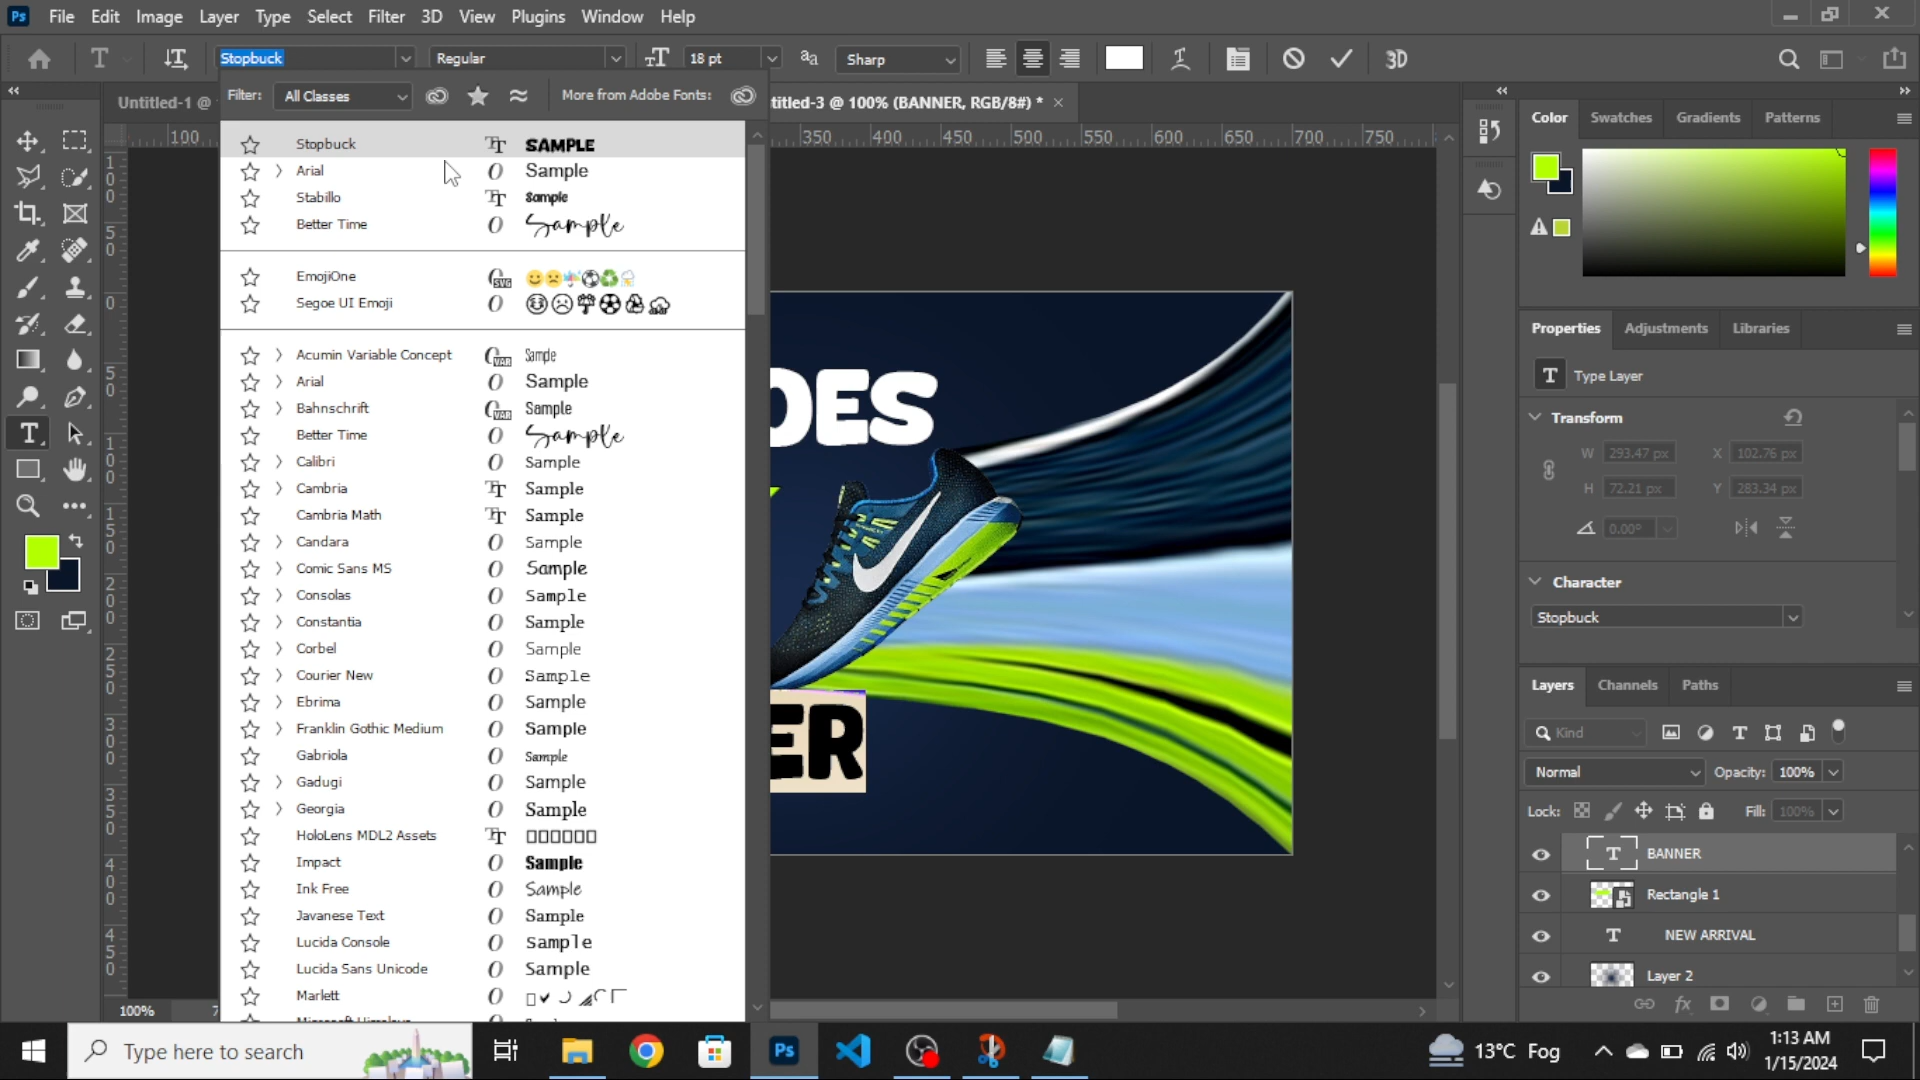 Ps File Edit Image Layer Type Select Filter 3D View Plugins Window Help
Stopbuck Regular 18 pt Sharp 3D
Filter: All Classes More from Adobe Fonts:
Untitled-1 @
titled-3 @ 100% (BANNER, RGB/8#) *
100 350 400 450 500 550 600 650 700 750
Stopbuck SAMPLE
Arial Sample
Stabillo Sample
Better Time Sample
EmojiOne
Segoe UI Emoji
Acumin Variable Concept Sample
Arial Sample
Bahnschrift Sample
Better Time Sample
Calibri Sample
Cambria Sample
Cambria Math Sample
Candara Sample
Comic Sans MS Sample
Consolas Sample
Constantia Sample
Corbel Sample
Courier New Sample
Ebrima Sample
Franklin Gothic Medium Sample
Gabriola Sample
Gadugi Sample
Georgia Sample
HoloLens MDL2 Assets
Impact Sample
Ink Free Sample
Javanese Text Sample
Lucida Console Sample
Lucida Sans Unicode Sample
Marlett
OES
ER
100%
Color Swatches Gradients Patterns
Properties Adjustments Libraries
Type Layer
Transform
W 293.47 px X 102.76 px
H 72.21 px Y 283.34 px
0.00°
Character
Stopbuck
Layers Channels Paths
Kind
Normal Opacity: 100%
Lock: Fill: 100%
BANNER
Rectangle 1
NEW ARRIVAL
Layer 2
Type here to search
Ps
13°C Fog
1:13 AM
1/15/2024